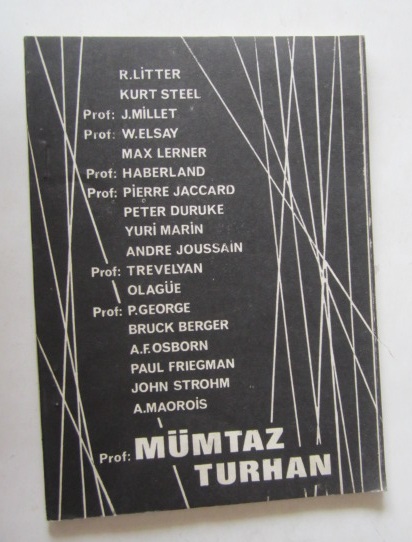 R.LİTTER
KURT STEEL
Prof: J.MİLLET
Prof: W.ELSAY
MAX LERNER
Prof: HABERLAND
Prof: PİERRE JACCARD
PETER DURUKE
YURİ MARİN
ANDRE JOUSSAİN
Prof: TREVELYAN
OLAGÜE
Prof: P.GEORGE
BRUCK BERGER
A.F.OSBORN
PAUL FRIEGMAN
JOHN STROHM
A.MAOROİS
Prof: MÜMTAZ
TURHAN